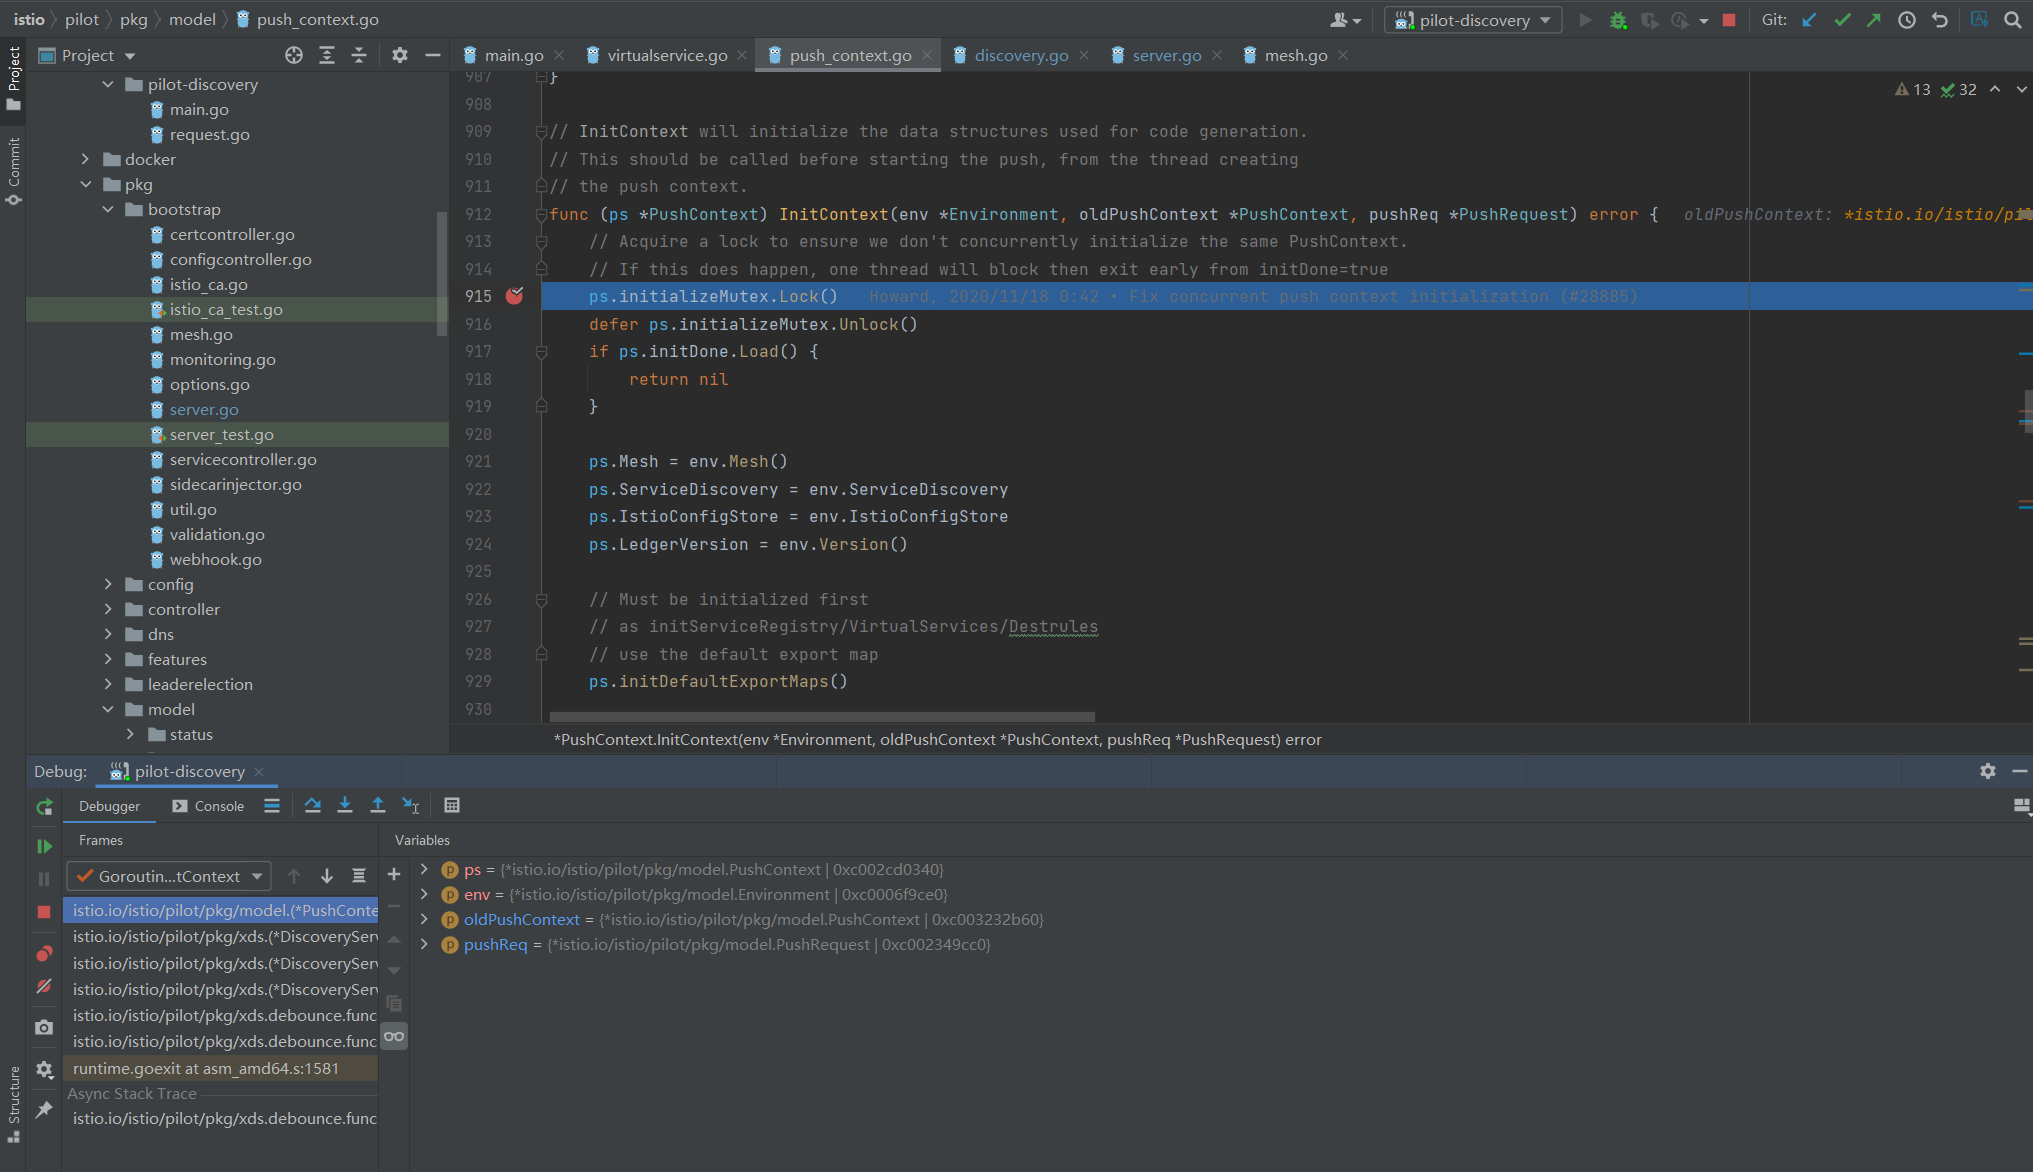 istio
pilot
pkg
model
push_context.go
pilot-discovery
Git:
Project
Commit
Structure
Project
pilot-discovery
main.go
request.go
docker
pkg
bootstrap
certcontroller.go
configcontroller.go
istio_ca.go
istio_ca_test.go
mesh.go
monitoring.go
options.go
server.go
server_test.go
servicecontroller.go
sidecarinjector.go
util.go
validation.go
webhook.go
config
controller
dns
features
leaderelection
model
status
main.go
virtualservice.go
push_context.go
discovery.go
server.go
mesh.go
13
32
907 }
908
909 // InitContext will initialize the data structures used for code generation.
910 // This should be called before starting the push, from the thread creating
911 // the push context.
912 func (ps *PushContext) InitContext(env *Environment, oldPushContext *PushContext, pushReq *PushRequest) error { oldPushContext: *istio.io/istio/pil
913 // Acquire a lock to ensure we don't concurrently initialize the same PushContext.
914 // If this does happen, one thread will block then exit early from initDone=true
915 ps.initializeMutex.Lock() Howard, 2020/11/18 0:42 • Fix concurrent push context initialization (#28885)
916 defer ps.initializeMutex.Unlock()
917 if ps.initDone.Load() {
918 return nil
919 }
920
921 ps.Mesh = env.Mesh()
922 ps.ServiceDiscovery = env.ServiceDiscovery
923 ps.IstioConfigStore = env.IstioConfigStore
924 ps.LedgerVersion = env.Version()
925
926 // Must be initialized first
927 // as initServiceRegistry/VirtualServices/Destrules
928 // use the default export map
929 ps.initDefaultExportMaps()
930
*PushContext.InitContext(env *Environment, oldPushContext *PushContext, pushReq *PushRequest) error
Debug:
pilot-discovery
Debugger
Console
Frames
Variables
Goroutin...tContext
istio.io/istio/pilot/pkg/model.(*PushConte
istio.io/istio/pilot/pkg/xds.(*DiscoveryServ
istio.io/istio/pilot/pkg/xds.(*DiscoveryServ
istio.io/istio/pilot/pkg/xds.(*DiscoveryServ
istio.io/istio/pilot/pkg/xds.debounce.func
istio.io/istio/pilot/pkg/xds.debounce.func
runtime.goexit at asm_amd64.s:1581
Async Stack Trace
istio.io/istio/pilot/pkg/xds.debounce.func
p ps = {*istio.io/istio/pilot/pkg/model.PushContext | 0xc002cd0340}
p env = {*istio.io/istio/pilot/pkg/model.Environment | 0xc0006f9ce0}
p oldPushContext = {*istio.io/istio/pilot/pkg/model.PushContext | 0xc003232b60}
p pushReq = {*istio.io/istio/pilot/pkg/model.PushRequest | 0xc002349cc0}